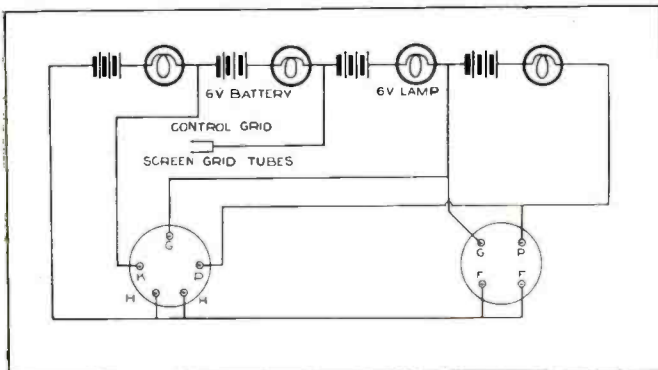 6V BATTERY
6V LAMP
CONTROL GRID
SCREEN GRID TUBES
G
K
P
H
H
G
P
F
F